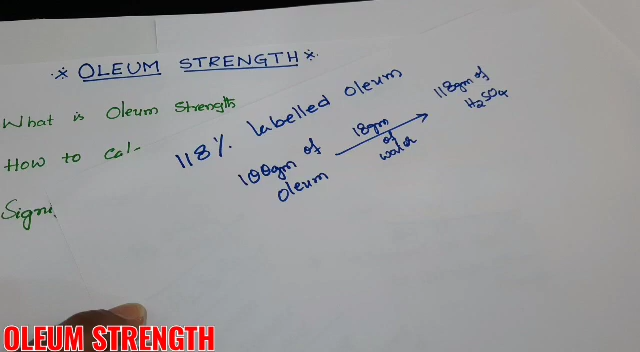 ·※ OLEUM STRENGTH ※·
What is Oleum Strength
How to cal-
Signi
118% labelled oleum
100gm of
oleum
18gm
of
water
118gm of
H₂SO₄
OLEUM STRENGTH